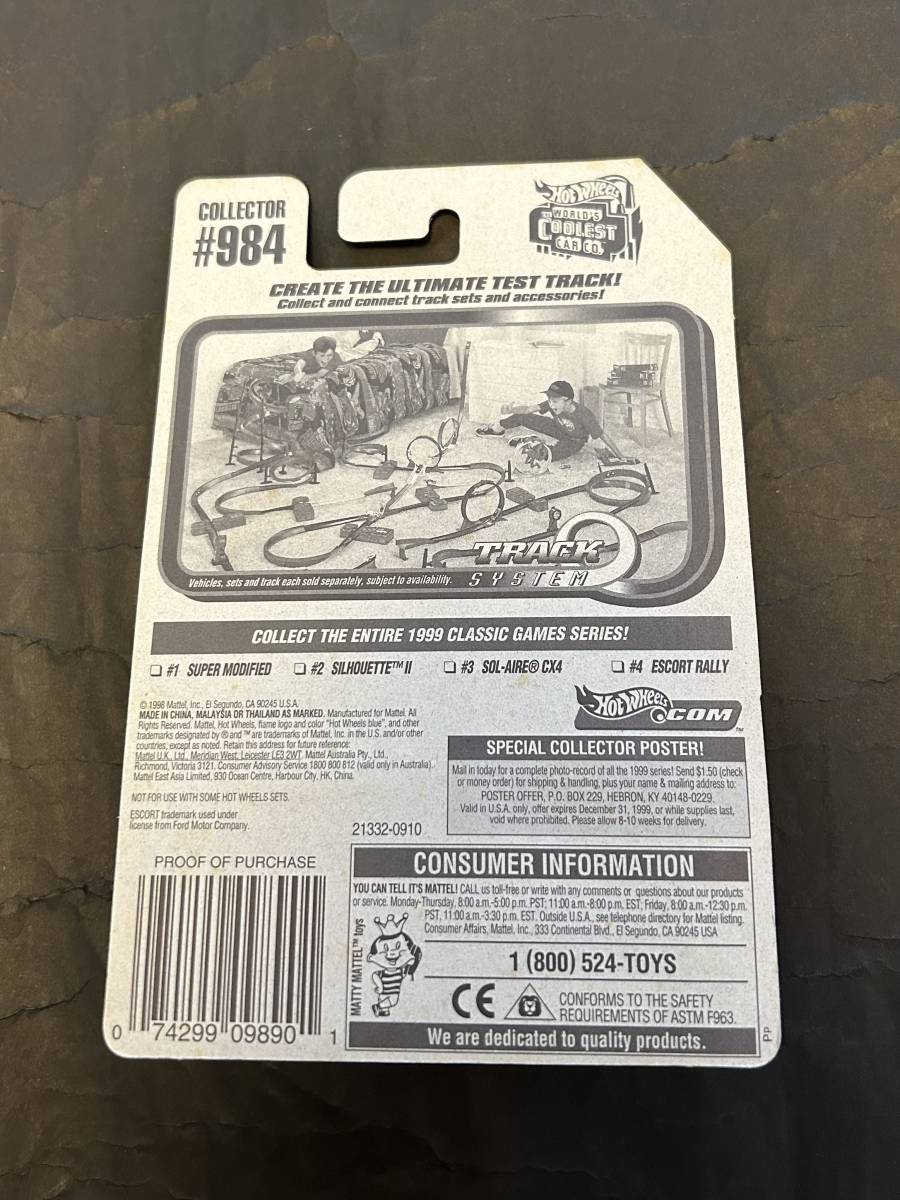 COLLECTOR
#984
HOT WHEELS
WORLD'S
COOLEST
CAR CO.
CREATE THE ULTIMATE TEST TRACK!
Collect and connect track sets and accessories!
TRACK
SYSTEM
Vehicles, sets and track each sold separately, subject to availability.
COLLECT THE ENTIRE 1999 CLASSIC GAMES SERIES!
#1 SUPER MODIFIED #2 SILHOUETTE™ II #3 SOL-AIRE® CX4 #4 ESCORT RALLY
© 1998 Mattel, Inc., El Segundo, CA 90245 U.S.A.
MADE IN CHINA, MALAYSIA OR THAILAND AS MARKED. Manufactured for Mattel. All
Rights Reserved. Mattel, Hot Wheels, flame logo and color "Hot Wheels blue", and other
trademarks designated by ® and ™ are trademarks of Mattel, Inc. in the U.S. and/or other
countries, except as noted. Retain this address for future reference:
Mattel U.K., Ltd., Meridian West, Leicester LE3 2WT. Mattel Australia Pty., Ltd.,
Richmond, Victoria 3121. Consumer Advisory Service 1800 800 812 (valid only in Australia).
Mattel East Asia Limited, 930 Ocean Centre, Harbour City, HK, China.
NOT FOR USE WITH SOME HOT WHEELS SETS.
ESCORT trademark used under
license from Ford Motor Company.
21332-0910
HOT WHEELS
.COM
™
SPECIAL COLLECTOR POSTER!
Mail in today for a complete photo-record of all the 1999 series! Send $1.50 (check
or money order) for shipping & handling, plus your name & mailing address to:
POSTER OFFER, P.O. BOX 229, HEBRON, KY 40148-0229.
Valid in U.S.A. only, offer expires December 31, 1999, or while supplies last,
void where prohibited. Please allow 8-10 weeks for delivery.
PROOF OF PURCHASE
0 74299 09890 1
CONSUMER INFORMATION
YOU CAN TELL IT'S MATTEL! CALL us toll-free or write with any comments or questions about our products
or service. Monday-Thursday, 8:00 a.m.-5:00 p.m. PST; 11:00 a.m.-8:00 p.m. EST; Friday, 8:00 a.m.-12:30 p.m.
PST, 11:00 a.m.-3:30 p.m. EST. Outside U.S.A., see telephone directory for Mattel listing.
Consumer Affairs, Mattel, Inc., 333 Continental Blvd., El Segundo, CA 90245 USA
MATTY MATTEL™ toys
1 (800) 524-TOYS
CE
CONFORMS TO THE SAFETY
REQUIREMENTS OF ASTM F963.
We are dedicated to quality products.
PP